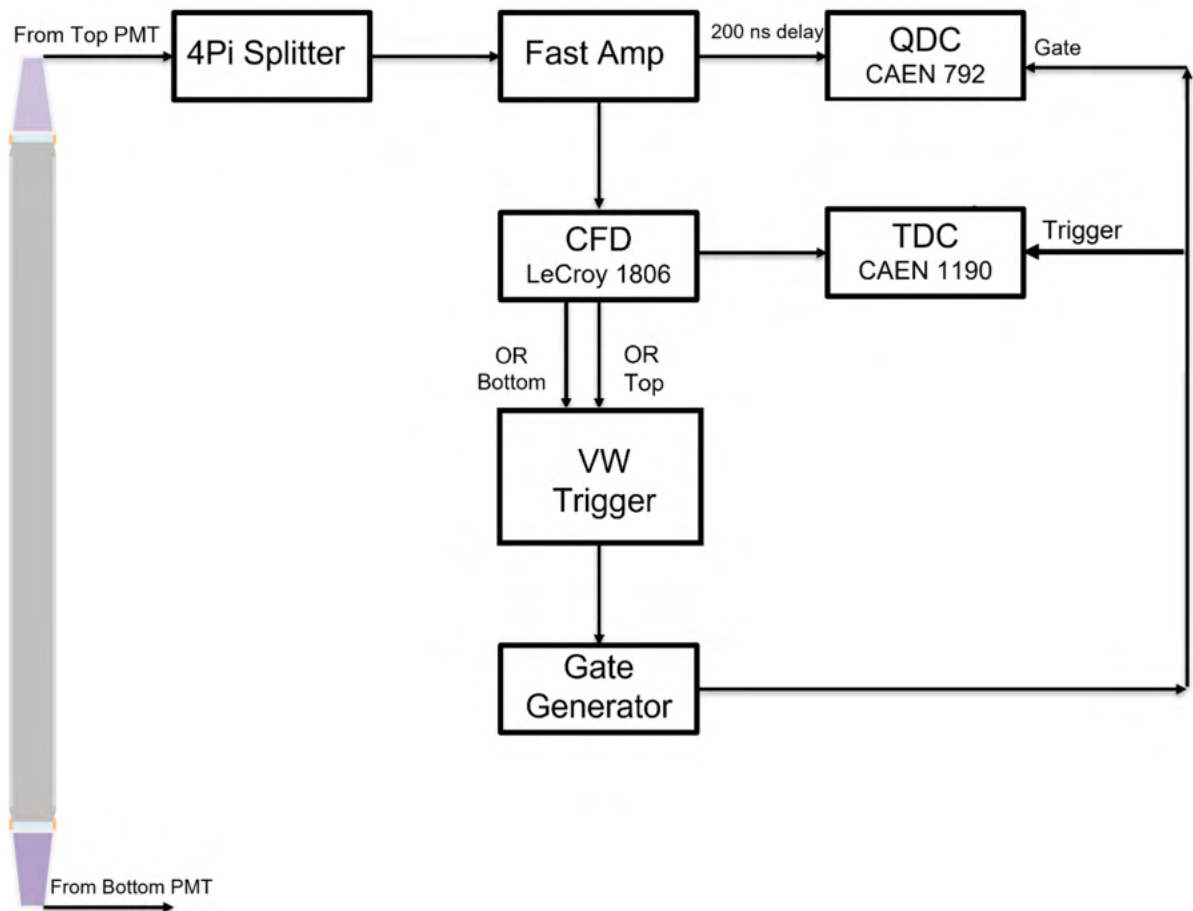 From Top PMT
4Pi Splitter
Fast Amp
200 ns delay
QDC
CAEN 792
Gate
CFD
LeCroy 1806
TDC
CAEN 1190
Trigger
OR
Bottom
OR
Top
VW
Trigger
Gate
Generator
From Bottom PMT